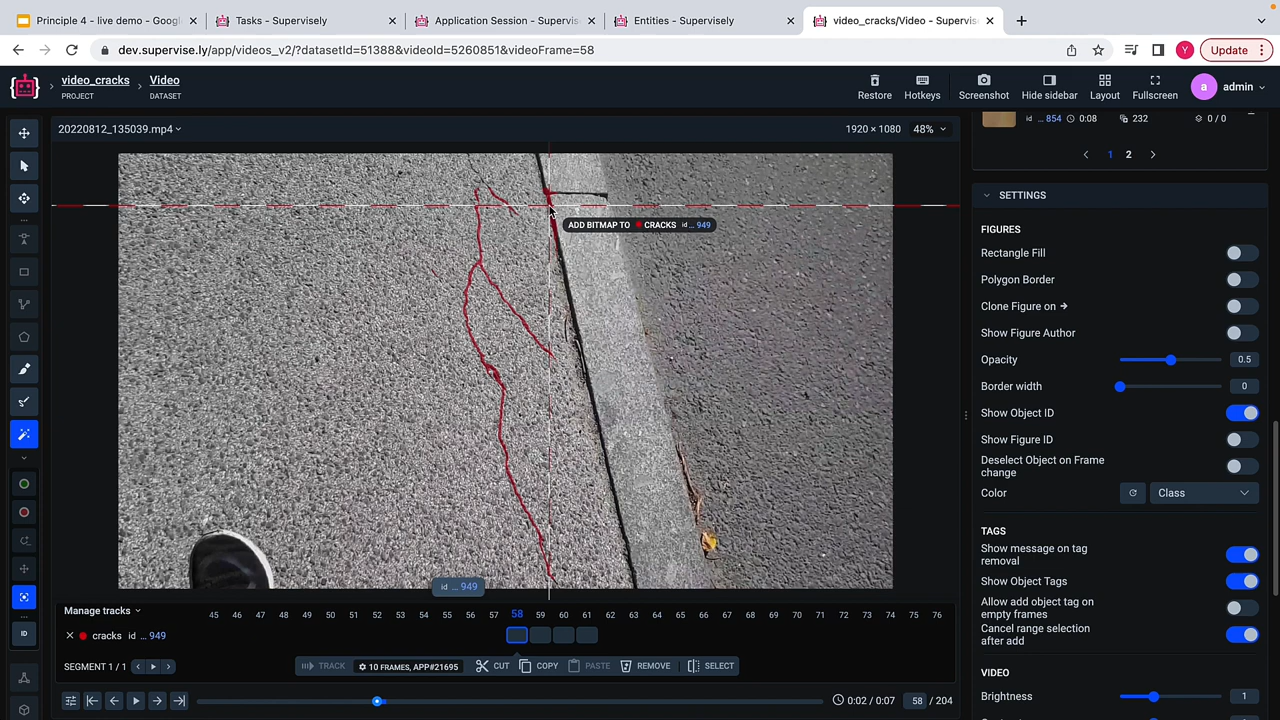 Principle 4 - live demo - Googl
Tasks - Supervisely
Application Session - Supervis
Entities - Supervisely
video_cracks/Video - Supervis
dev.supervise.ly/app/videos_v2/?datasetId=51388&videoId=5260851&videoFrame=58
Y
Update
video_cracks
PROJECT
Video
DATASET
Restore
Hotkeys
Screenshot
Hide sidebar
Layout
Fullscreen
a
admin
20220812_135039.mp4
1920 × 1080
48%
id ... 854
0:08
232
0 / 0
1
2
SETTINGS
FIGURES
Rectangle Fill
Polygon Border
Clone Figure on
Show Figure Author
Opacity
0.5
Border width
0
Show Object ID
Show Figure ID
Deselect Object on Frame
change
Color
Class
TAGS
Show message on tag
removal
Show Object Tags
Allow add object tag on
empty frames
Cancel range selection
after add
VIDEO
Brightness
1
ADD BITMAP TO CRACKS id ... 949
id ... 949
ID
Manage tracks
45 46 47 48 49 50 51 52 53 54 55 56 57 58 59 60 61 62 63 64 65 66 67 68 69 70 71 72 73 74 75 76
cracks id ... 949
SEGMENT 1 / 1
TRACK
10 FRAMES, APP#21695
CUT
COPY
PASTE
REMOVE
SELECT
0:02 / 0:07
58 / 204